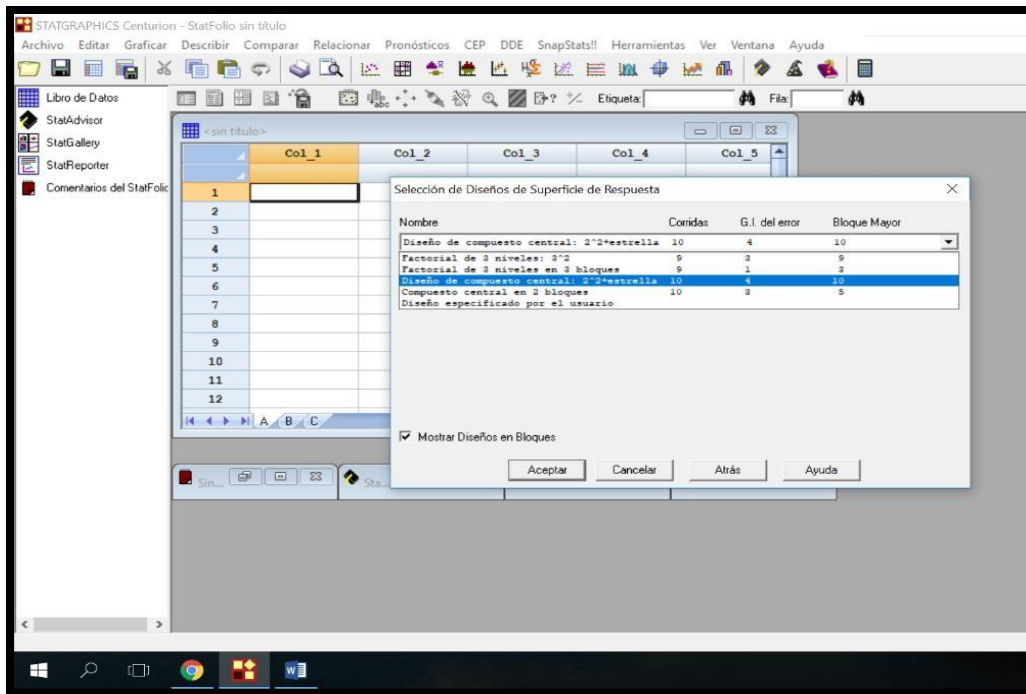 STATGRAPHICS Centurion - StatFolio sin título
Archivo Editar Graficar Describir Comparar Relacionar Pronósticos CEP DDE SnapStats!! Herramientas Ver Ventana Ayuda
Etiqueta: Fila:
Libro de Datos
StatAdvisor
StatGallery
StatReporter
Comentarios del StatFolio
<sin título>
Col_1 Col_2 Col_3 Col_4 Col_5
1
2
3
4
5
6
7
8
9
10
11
12
A B C
Selección de Diseños de Superficie de Respuesta
Nombre Corridas G.l. del error Bloque Mayor
Diseño de compuesto central: 2^2+estrella 10 4 10
Factorial de 3 niveles: 3^2 9 3 9
Factorial de 3 niveles en 3 bloques 9 1 3
Diseño de compuesto central: 2^2+estrella 10 4 10
Compuesto central en 2 bloques 10 3 5
Diseño especificado por el usuario
Mostrar Diseños en Bloques
Aceptar Cancelar Atrás Ayuda
Sin... Sta...